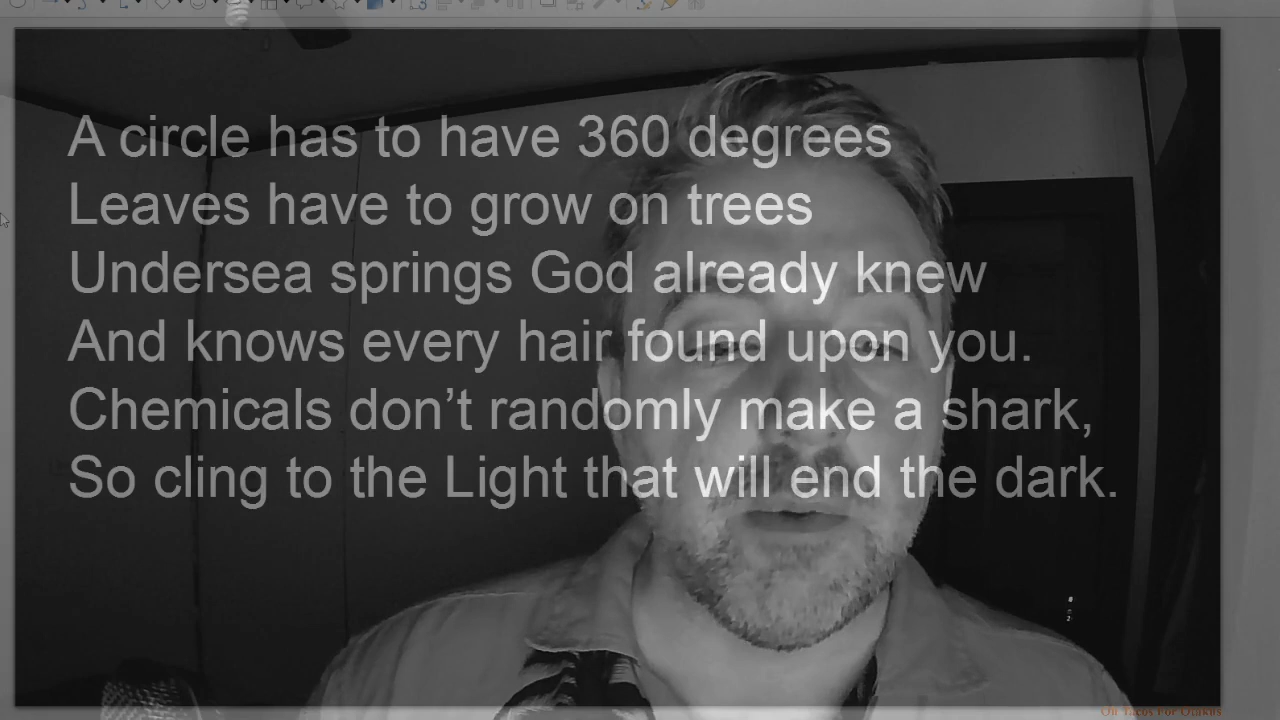 A circle has to have 360 degrees
Leaves have to grow on trees
Undersea springs God already knew
And knows every hair found upon you.
Chemicals don’t randomly make a shark,
So cling to the Light that will end the dark.